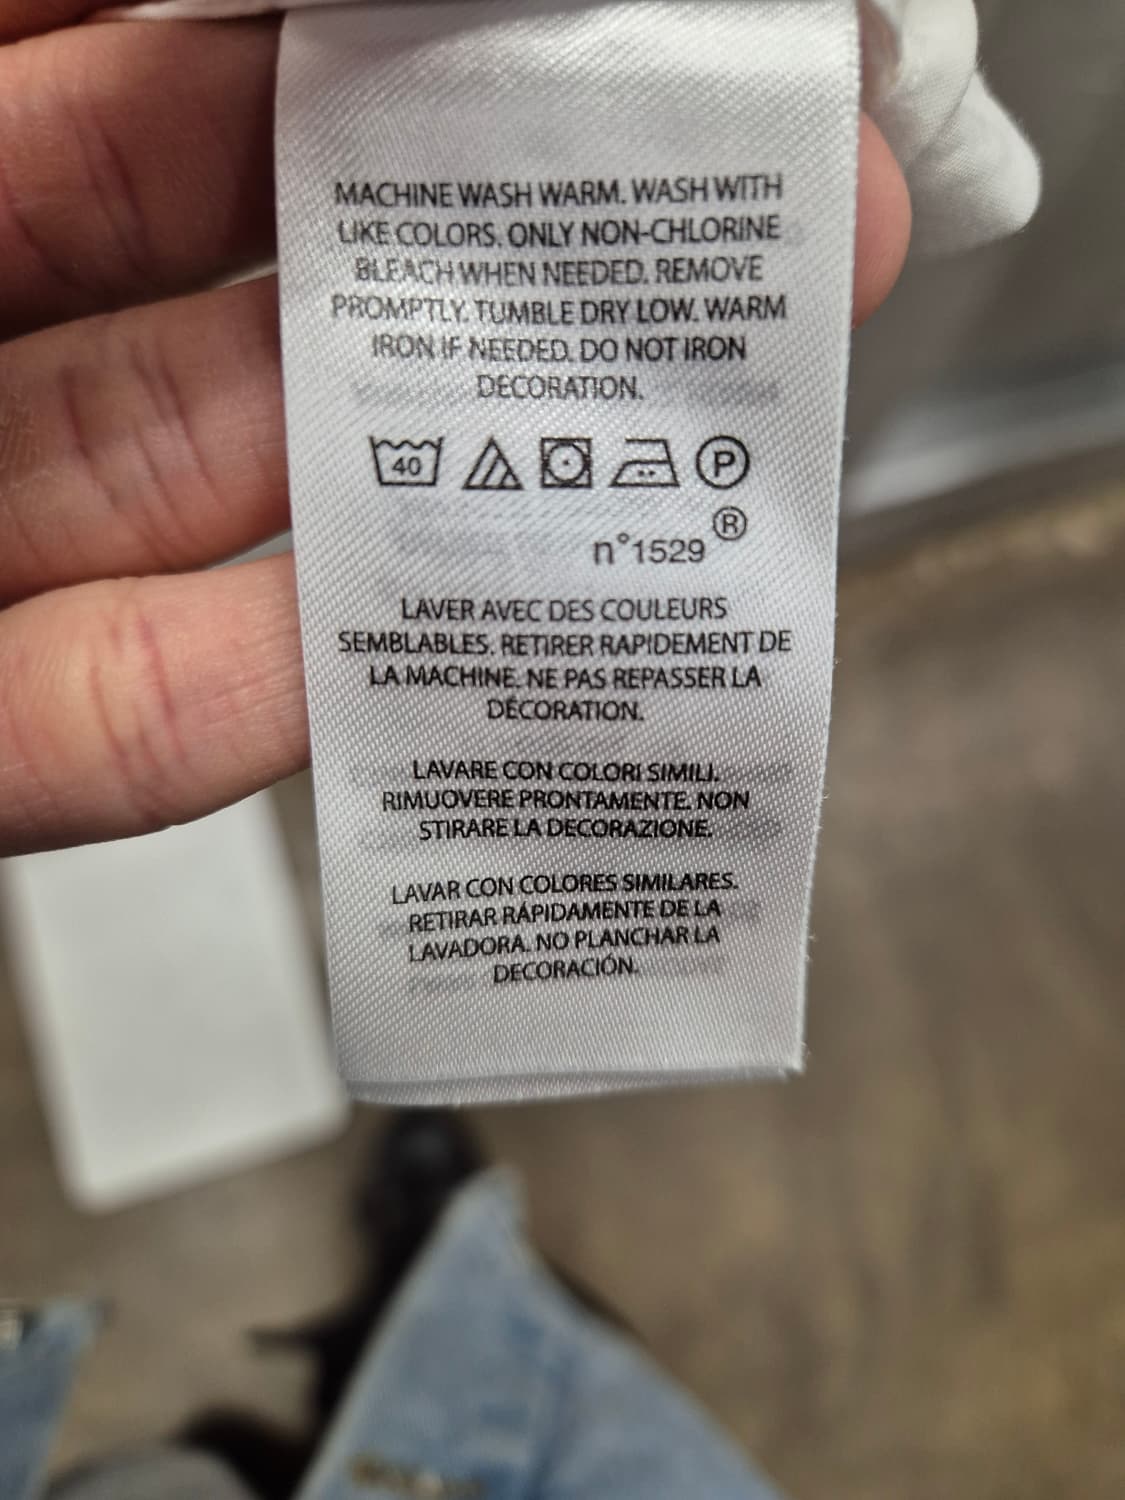 MACHINE WASH WARM. WASH WITH
LIKE COLORS. ONLY NON-CHLORINE
BLEACH WHEN NEEDED. REMOVE
PROMPTLY. TUMBLE DRY LOW. WARM
IRON IF NEEDED. DO NOT IRON
DECORATION.
40 P
®
n°1529
LAVER AVEC DES COULEURS
SEMBLABLES. RETIRER RAPIDEMENT DE
LA MACHINE. NE PAS REPASSER LA
DÉCORATION.
LAVARE CON COLORI SIMILI.
RIMUOVERE PRONTAMENTE. NON
STIRARE LA DECORAZIONE.
LAVAR CON COLORES SIMILARES.
RETIRAR RÁPIDAMENTE DE LA
LAVADORA. NO PLANCHAR LA
DECORACIÓN.